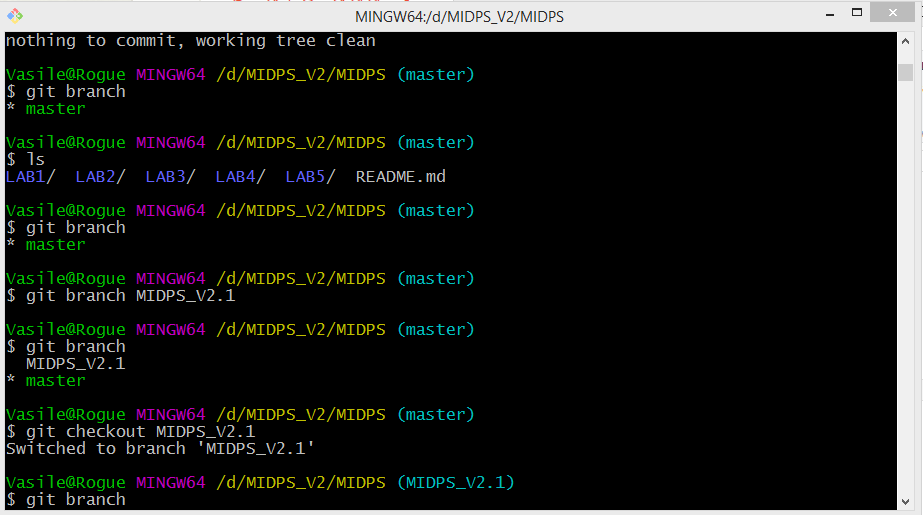 MINGW64:/d/MIDPS_V2/MIDPS
nothing to commit, working tree clean
Vasile@Rogue MINGW64 /d/MIDPS_V2/MIDPS (master)
$ git branch
* master
Vasile@Rogue MINGW64 /d/MIDPS_V2/MIDPS (master)
$ ls
LAB1/  LAB2/  LAB3/  LAB4/  LAB5/  README.md
Vasile@Rogue MINGW64 /d/MIDPS_V2/MIDPS (master)
$ git branch
* master
Vasile@Rogue MINGW64 /d/MIDPS_V2/MIDPS (master)
$ git branch MIDPS_V2.1
Vasile@Rogue MINGW64 /d/MIDPS_V2/MIDPS (master)
$ git branch
  MIDPS_V2.1
* master
Vasile@Rogue MINGW64 /d/MIDPS_V2/MIDPS (master)
$ git checkout MIDPS_V2.1
Switched to branch 'MIDPS_V2.1'
Vasile@Rogue MINGW64 /d/MIDPS_V2/MIDPS (MIDPS_V2.1)
$ git branch